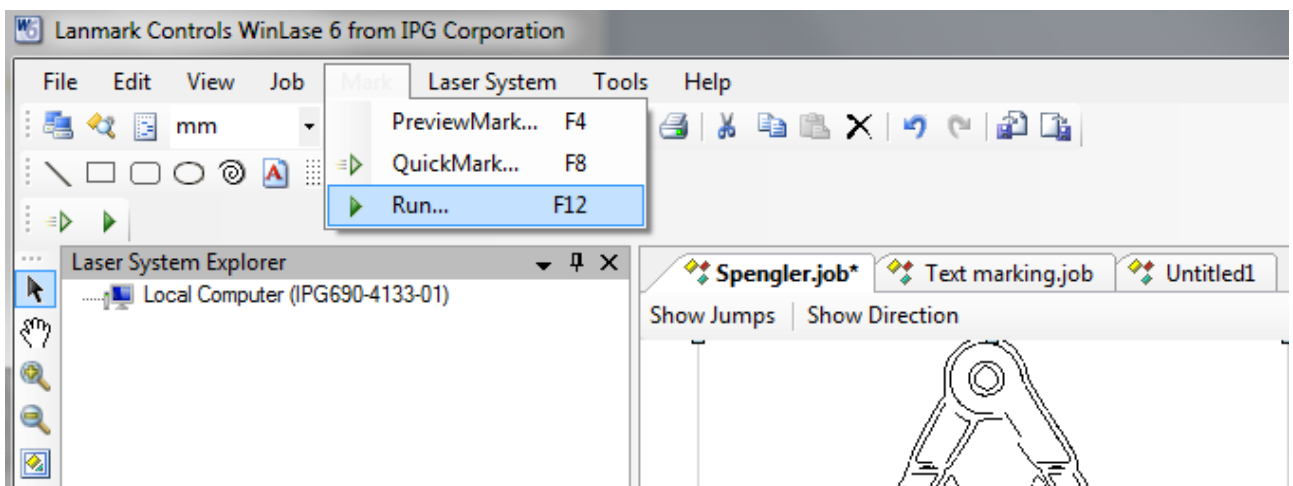 Lanmark Controls WinLase 6 from IPG Corporation
File Edit View Job Mark Laser System Tools Help
mm
PreviewMark... F4
QuickMark... F8
Run... F12
Laser System Explorer
Local Computer (IPG690-4133-01)
Spengler.job* Text marking.job Untitled1
Show Jumps Show Direction